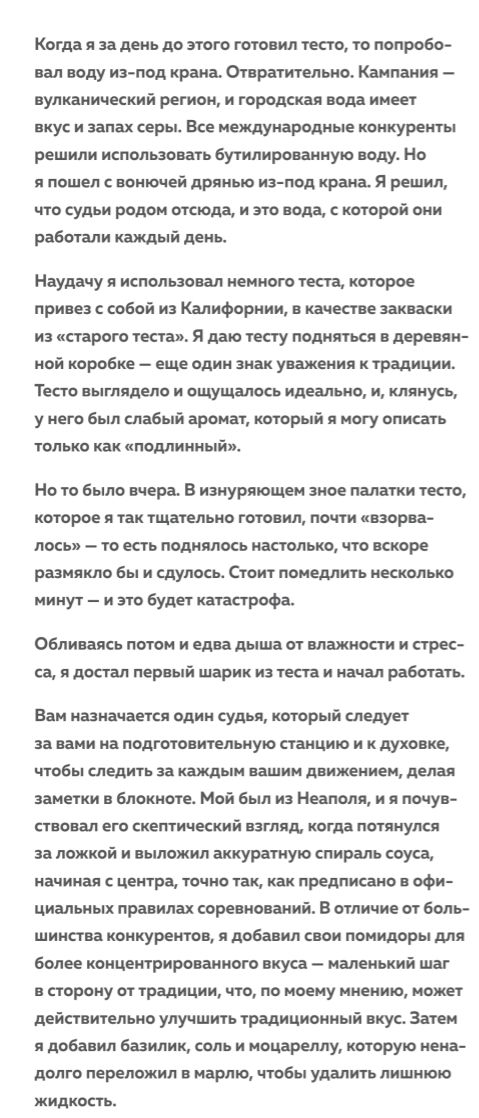 Когда я за день до этого готовил тесто, то попробо-
вал воду из-под крана. Отвратительно. Кампания —
вулканический регион, и городская вода имеет
вкус и запах серы. Все международные конкуренты
решили использовать бутилированную воду. Но
я пошел с вонючей дрянью из-под крана. Я решил,
что судьи родом отсюда, и это вода, с которой они
работали каждый день.
Наудачу я использовал немного теста, которое
привез с собой из Калифорнии, в качестве закваски
из «старого теста». Я даю тесту подняться в деревян-
ной коробке — еще один знак уважения к традиции.
Тесто выглядело и ощущалось идеально, и, клянусь,
у него был слабый аромат, который я могу описать
только как «подлинный».
Но то было вчера. В изнуряющем зное палатки тесто,
которое я так тщательно готовил, почти «взорва-
лось» — то есть поднялось настолько, что вскоре
размякло бы и сдулось. Стоит помедлить несколько
минут — и это будет катастрофа.
Обливаясь потом и едва дыша от влажности и стрес-
са, я достал первый шарик из теста и начал работать.
Вам назначается один судья, который следует
за вами на подготовительную станцию и к духовке,
чтобы следить за каждым вашим движением, делая
заметки в блокноте. Мой был из Неаполя, и я почув-
ствовал его скептический взгляд, когда потянулся
за ложкой и выложил аккуратную спираль соуса,
начиная с центра, точно так, как предписано в офи-
циальных правилах соревнований. В отличие от боль-
шинства конкурентов, я добавил свои помидоры для
более концентрированного вкуса — маленький шаг
в сторону от традиции, что, по моему мнению, может
действительно улучшить традиционный вкус. Затем
я добавил базилик, соль и моцареллу, которую нена-
долго переложил в марлю, чтобы удалить лишнюю
жидкость.